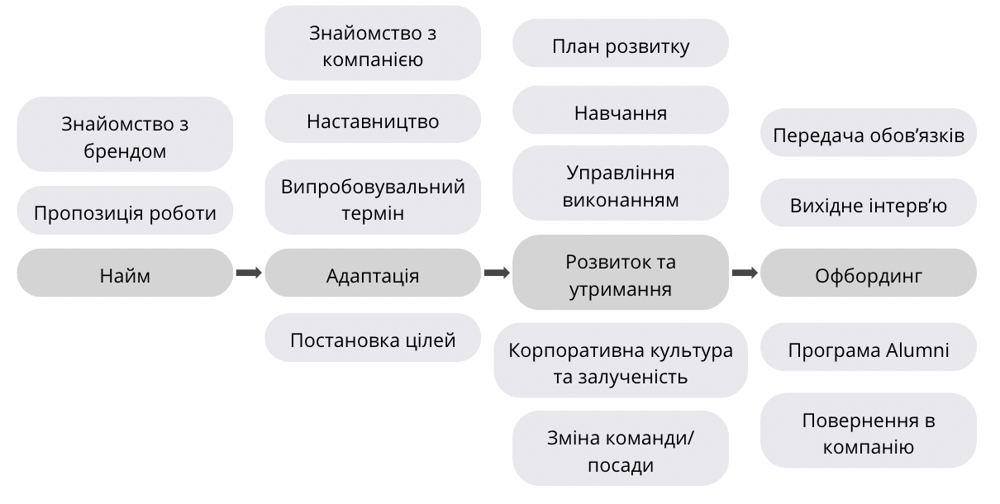 Знайомство з
брендом
Пропозиція роботи
Найм
Знайомство з
компанією
Наставництво
Випробовувальний
термін
Адаптація
Постановка цілей
План розвитку
Навчання
Управління
виконанням
Розвиток та
утримання
Корпоративна культура
та залученість
Зміна команди/
посади
Передача обов’язків
Вихідне інтерв’ю
Офбординг
Програма Alumni
Повернення в
компанію